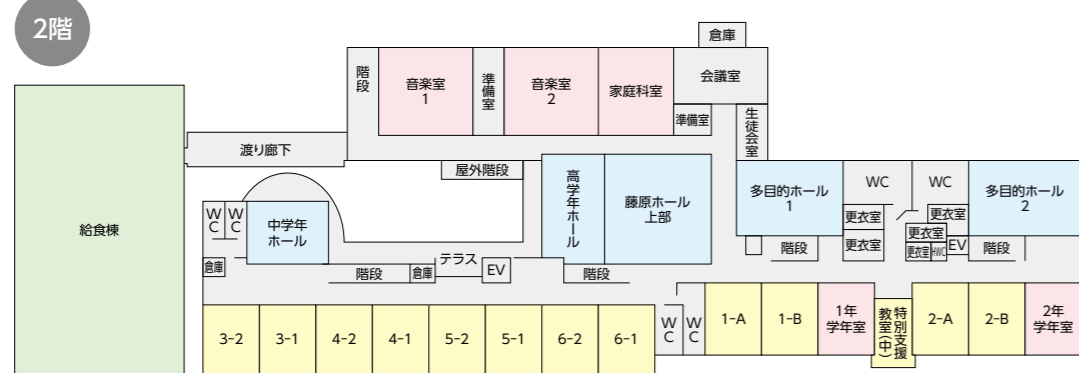 2階
倉庫
階段
音楽室
1
準備室
音楽室
2
家庭科室
会議室
準備室
生徒会室
渡り廊下
屋外階段
給食棟
WC
WC
中学年
ホール
高学年ホール
藤原ホール
上部
多目的ホール
1
WC
WC
多目的ホール
2
更衣室
更衣室
更衣室
更衣室
更衣室
HWC
EV
階段
階段
倉庫
階段
倉庫
テラス
EV
階段
3-2
3-1
4-2
4-1
5-2
5-1
6-2
6-1
WC
WC
1-A
1-B
1年
学年室
特別支援
教室(中)
2-A
2-B
2年
学年室